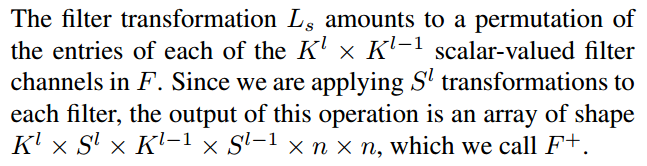 The filter transformation L_s amounts to a permutation of
the entries of each of the K^l × K^{l−1} scalar-valued filter
channels in F. Since we are applying S^l transformations to
each filter, the output of this operation is an array of shape
K^l × S^l × K^{l−1} × S^{l−1} × n × n, which we call F^+.